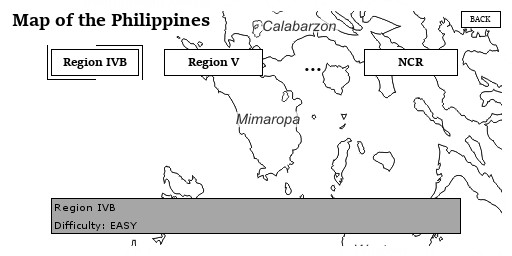 Map of the Philippines
BACK
Calabarzon
Region IVB
Region V
...
NCR
Mimaropa
Region IVB
Difficulty: EASY